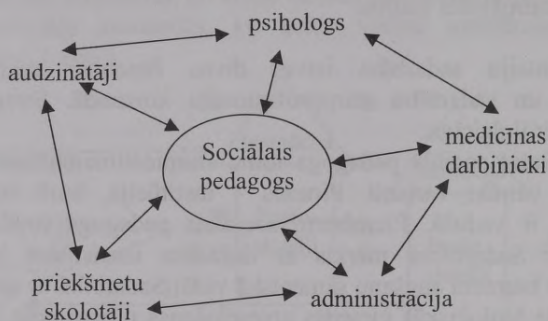 psihologs
audzinātāji
Sociālais
pedagogs
medicīnas
darbinieki
priekšmetu
skolotāji
administrācija